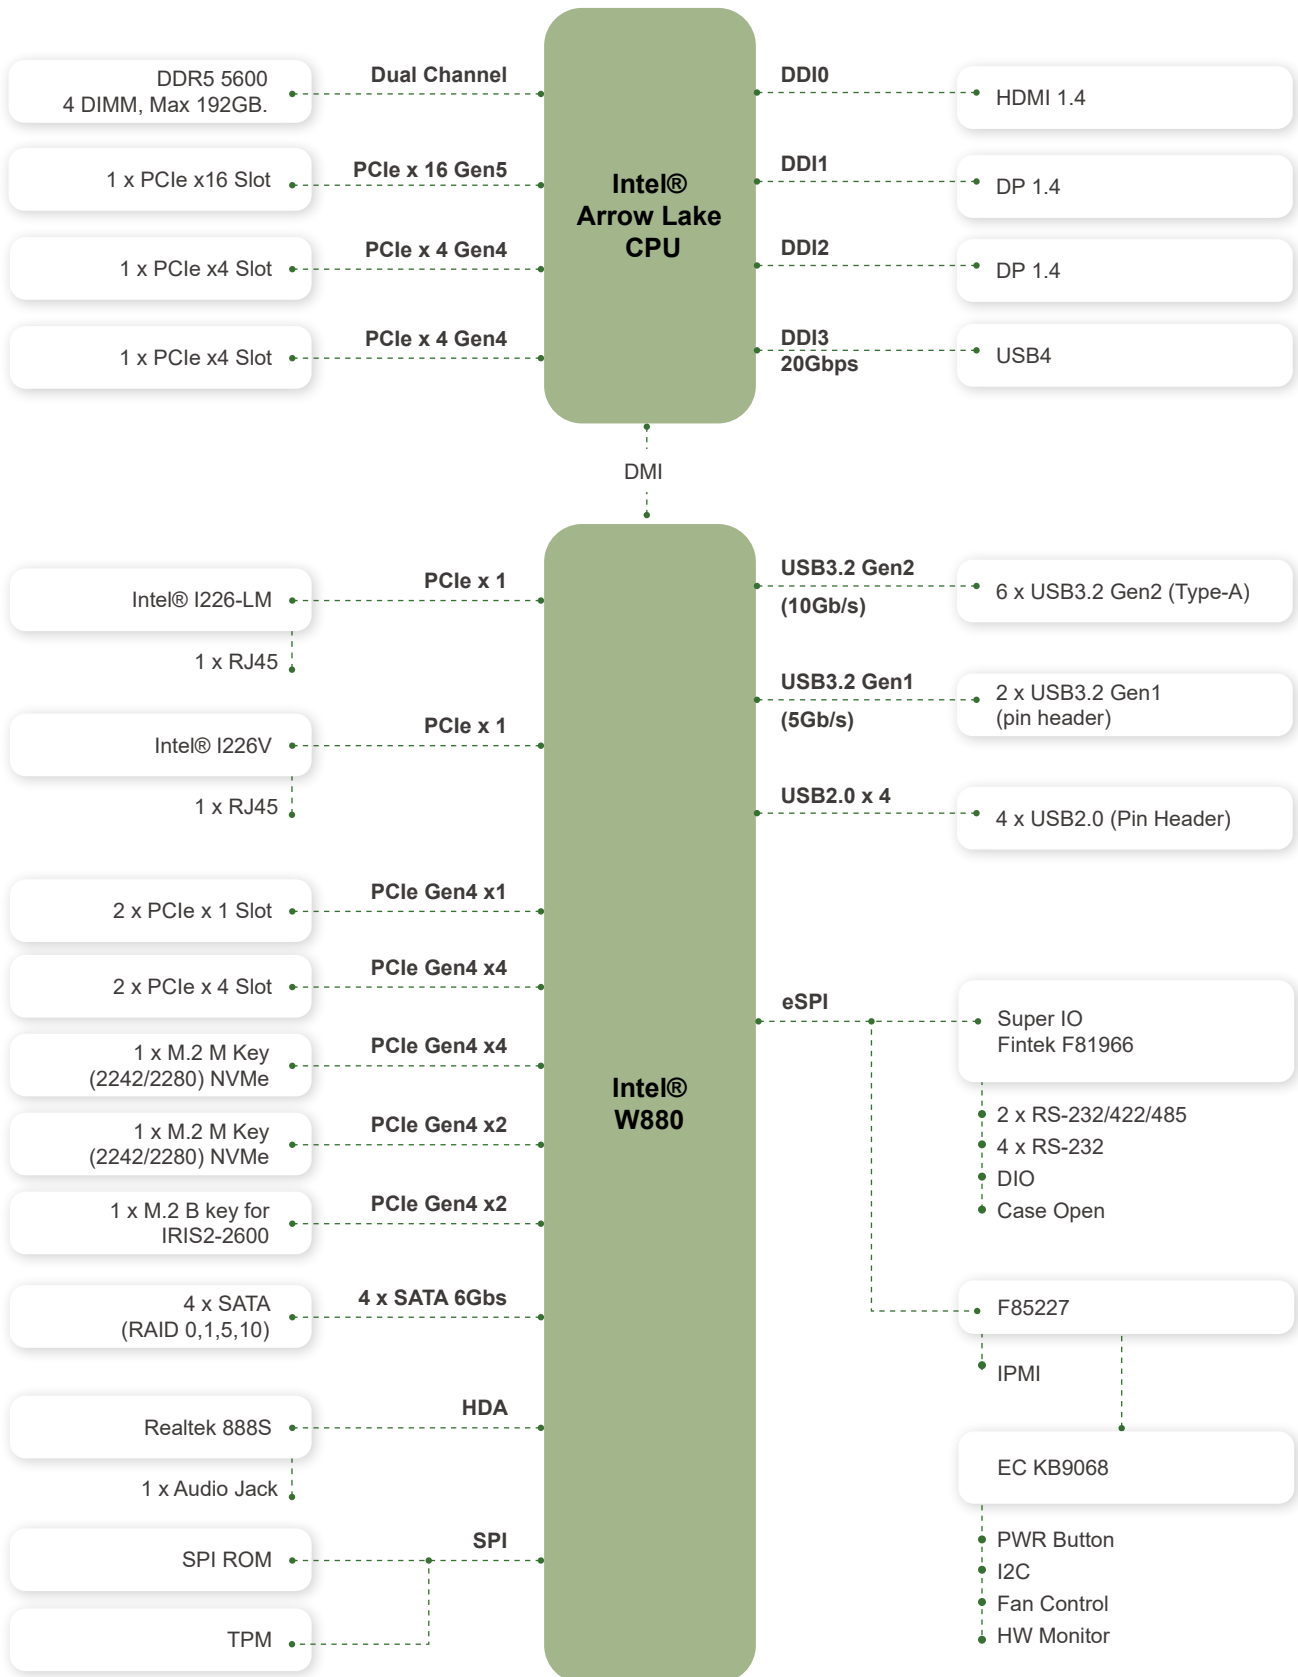 DDR5 5600
4 DIMM, Max 192GB.
Dual Channel
1 x PCIe x16 Slot
PCIe x 16 Gen5
1 x PCIe x4 Slot
PCIe x 4 Gen4
1 x PCIe x4 Slot
PCIe x 4 Gen4
Intel®
Arrow Lake
CPU
DDI0
HDMI 1.4
DDI1
DP 1.4
DDI2
DP 1.4
DDI3
20Gbps
USB4
DMI
Intel® I226-LM
PCIe x 1
1 x RJ45
Intel® I226V
PCIe x 1
1 x RJ45
2 x PCIe x 1 Slot
PCIe Gen4 x1
2 x PCIe x 4 Slot
PCIe Gen4 x4
1 x M.2 M Key
(2242/2280) NVMe
PCIe Gen4 x4
1 x M.2 M Key
(2242/2280) NVMe
PCIe Gen4 x2
1 x M.2 B key for
IRIS2-2600
PCIe Gen4 x2
4 x SATA
(RAID 0,1,5,10)
4 x SATA 6Gbs
Realtek 888S
HDA
1 x Audio Jack
SPI ROM
SPI
TPM
Intel®
W880
USB3.2 Gen2
(10Gb/s)
6 x USB3.2 Gen2 (Type-A)
USB3.2 Gen1
(5Gb/s)
2 x USB3.2 Gen1
(pin header)
USB2.0 x 4
4 x USB2.0 (Pin Header)
eSPI
Super IO
Fintek F81966
2 x RS-232/422/485
4 x RS-232
DIO
Case Open
F85227
IPMI
EC KB9068
PWR Button
I2C
Fan Control
HW Monitor